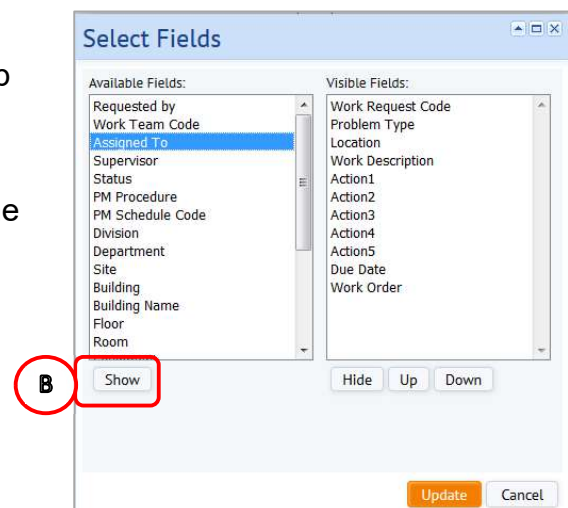 Select Fields
Available Fields:
Requested by
Work Team Code
Assigned To
Supervisor
Status
PM Procedure
PM Schedule Code
Division
Department
Site
Building
Building Name
Floor
Room
Show
B
Visible Fields:
Work Request Code
Problem Type
Location
Work Description
Action1
Action2
Action3
Action4
Action5
Due Date
Work Order
Hide Up Down
Update Cancel